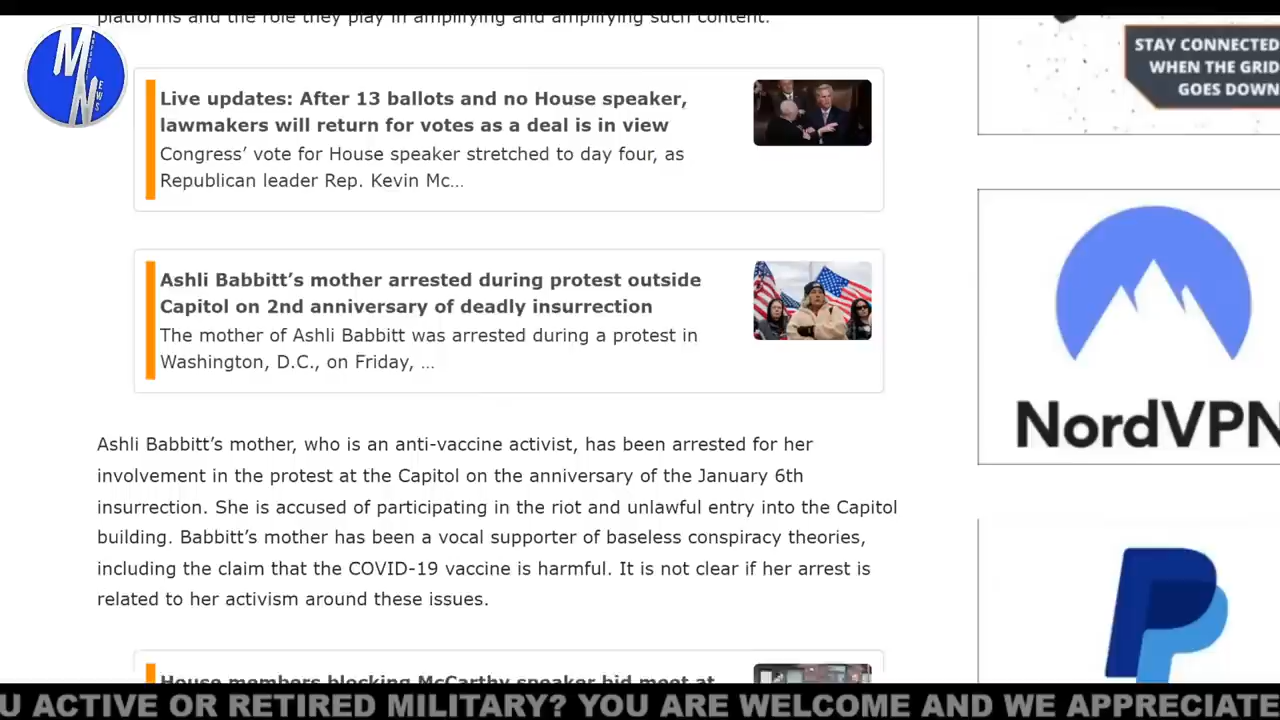 platforms and the role they play in amplifying and amplifying such content.
STAY CONNECTED
WHEN THE GRID
GOES DOWN
Live updates: After 13 ballots and no House speaker,
lawmakers will return for votes as a deal is in view
Congress’ vote for House speaker stretched to day four, as
Republican leader Rep. Kevin Mc...
Ashli Babbitt’s mother arrested during protest outside
Capitol on 2nd anniversary of deadly insurrection
The mother of Ashli Babbitt was arrested during a protest in
Washington, D.C., on Friday, ...
NordVPN
Ashli Babbitt’s mother, who is an anti-vaccine activist, has been arrested for her
involvement in the protest at the Capitol on the anniversary of the January 6th
insurrection. She is accused of participating in the riot and unlawful entry into the Capitol
building. Babbitt’s mother has been a vocal supporter of baseless conspiracy theories,
including the claim that the COVID-19 vaccine is harmful. It is not clear if her arrest is
related to her activism around these issues.
House members blocking McCarthy speaker bid meet at
U ACTIVE OR RETIRED MILITARY? YOU ARE WELCOME AND WE APPRECIATE